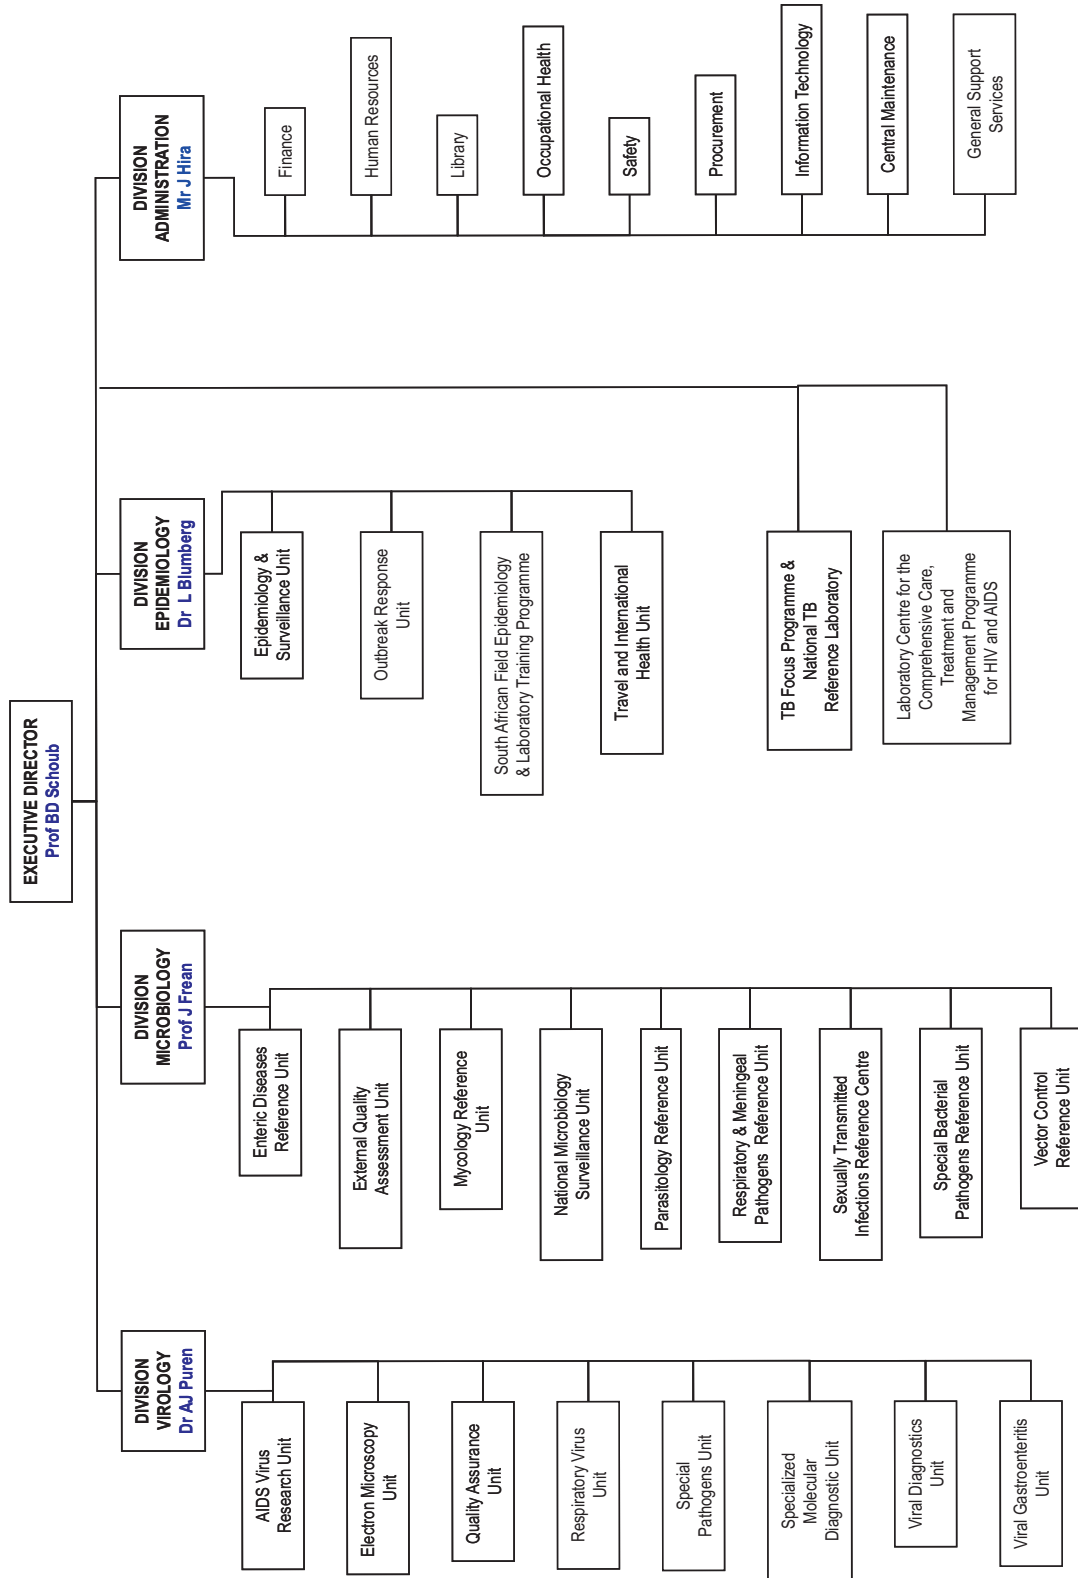 EXECUTIVE DIRECTOR
Prof BD Schoub
DIVISION
VIROLOGY
Dr AJ Puren
AIDS Virus
Research Unit
Electron Microscopy
Unit
Quality Assurance
Unit
Respiratory Virus
Unit
Special
Pathogens Unit
Specialized
Molecular
Diagnostic Unit
Viral Diagnostics
Unit
Viral Gastroenteritis
Unit
DIVISION
MICROBIOLOGY
Prof J Frean
Enteric Diseases
Reference Unit
External Quality
Assessment Unit
Mycology Reference
Unit
National Microbiology
Surveillance Unit
Parasitology Reference Unit
Respiratory & Meningeal
Pathogens Reference Unit
Sexually Transmitted
Infections Reference Centre
Special Bacterial
Pathogens Reference Unit
Vector Control
Reference Unit
DIVISION
EPIDEMIOLOGY
Dr L Blumberg
Epidemiology &
Surveillance Unit
Outbreak Response
Unit
South African Field Epidemiology
& Laboratory Training Programme
Travel and International
Health Unit
TB Focus Programme &
National TB
Reference Laboratory
Laboratory Centre for the
Comprehensive Care,
Treatment and
Management Programme
for HIV and AIDS
DIVISION
ADMINISTRATION
Mr J Hira
Finance
Human Resources
Library
Occupational Health
Safety
Procurement
Information Technology
Central Maintenance
General Support
Services